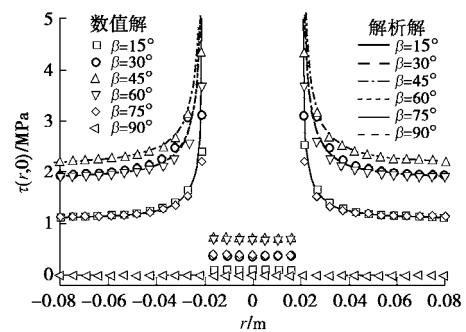 数值解
β=15°
β=30°
β=45°
β=60°
β=75°
β=90°
解析解
β=15°
β=30°
β=45°
β=60°
β=75°
β=90°
τ(r,0)/MPa
5
4
3
2
1
0
-0.08 -0.06 -0.04 -0.02 0 0.02 0.04 0.06 0.08
r/m